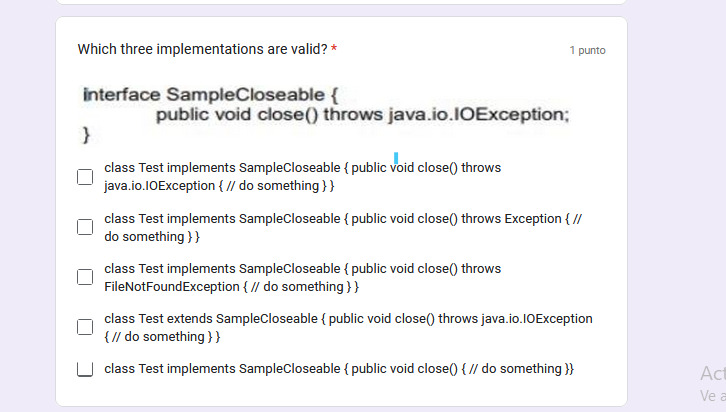 Which three implementations are valid? *
1 punto
interface SampleCloseable {
public void close() throws java.io.IOException;
}
class Test implements SampleCloseable { public void close() throws
java.io.IOException { // do something } }
class Test implements SampleCloseable { public void close() throws Exception { //
do something } }
class Test implements SampleCloseable { public void close() throws
FileNotFoundException { // do something } }
class Test extends SampleCloseable { public void close() throws java.io.IOException
{ // do something } }
class Test implements SampleCloseable { public void close() { // do something }}
Act
Ve a